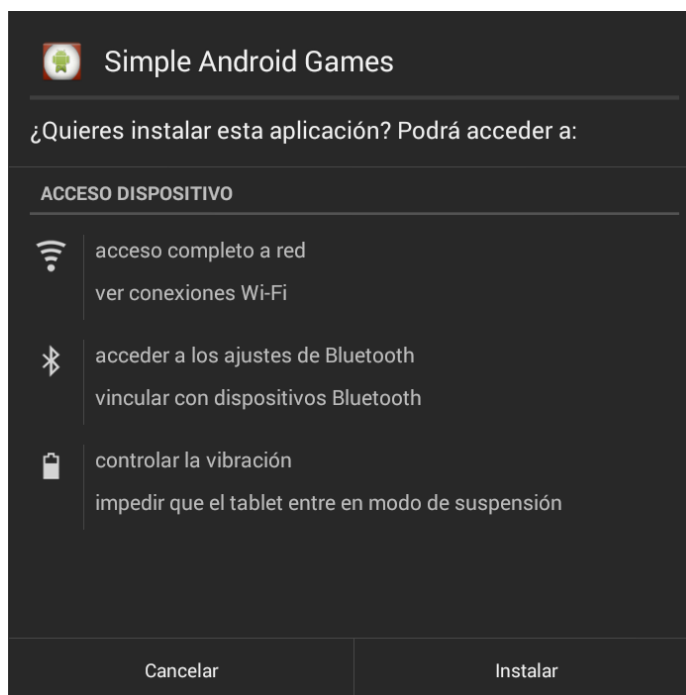 Simple Android Games
¿Quieres instalar esta aplicación? Podrá acceder a:
ACCESO DISPOSITIVO
acceso completo a red
ver conexiones Wi-Fi
acceder a los ajustes de Bluetooth
vincular con dispositivos Bluetooth
controlar la vibración
impedir que el tablet entre en modo de suspensión
Cancelar
Instalar